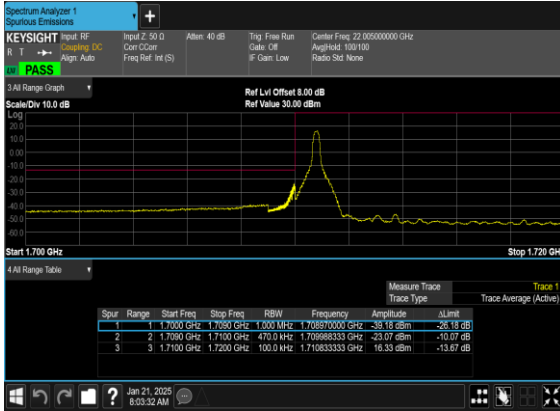 Spectrum Analyzer 1
Spurious Emissions
+
KEYSIGHT Input: RF Input Z: 50 Ω Atten: 40 dB Trig: Free Run Center Freq: 22.005000000 GHz
R T Coupling: DC Corr CCorr Gate: Off Avg|Hold: 100/100
Align: Auto Freq Ref: Int (S) IF Gain: Low Radio Std: None
PASS
3 All Range Graph
Ref Lvl Offset 8.00 dB
Scale/Div 10.0 dB Ref Value 30.00 dBm
Log
20.0
10.0
0.00
-10.0
-20.0
-30.0
-40.0
-50.0
-60.0
Start 1.700 GHz Stop 1.720 GH
4 All Range Table
Measure Trace Trace 1
Trace Type Trace Average (Active)
Spur Range Start Freq Stop Freq RBW Frequency Amplitude ΔLimit
1 1 1.7000 GHz 1.7090 GHz 1.000 MHz 1.708970000 GHz -39.18 dBm -26.18 dB
2 2 1.7090 GHz 1.7100 GHz 470.0 kHz 1.709988333 GHz -23.07 dBm -10.07 dB
3 3 1.7100 GHz 1.7200 GHz 100.0 kHz 1.710833333 GHz 16.33 dBm -13.67 dB
? Jan 21, 2025
8:03:32 AM